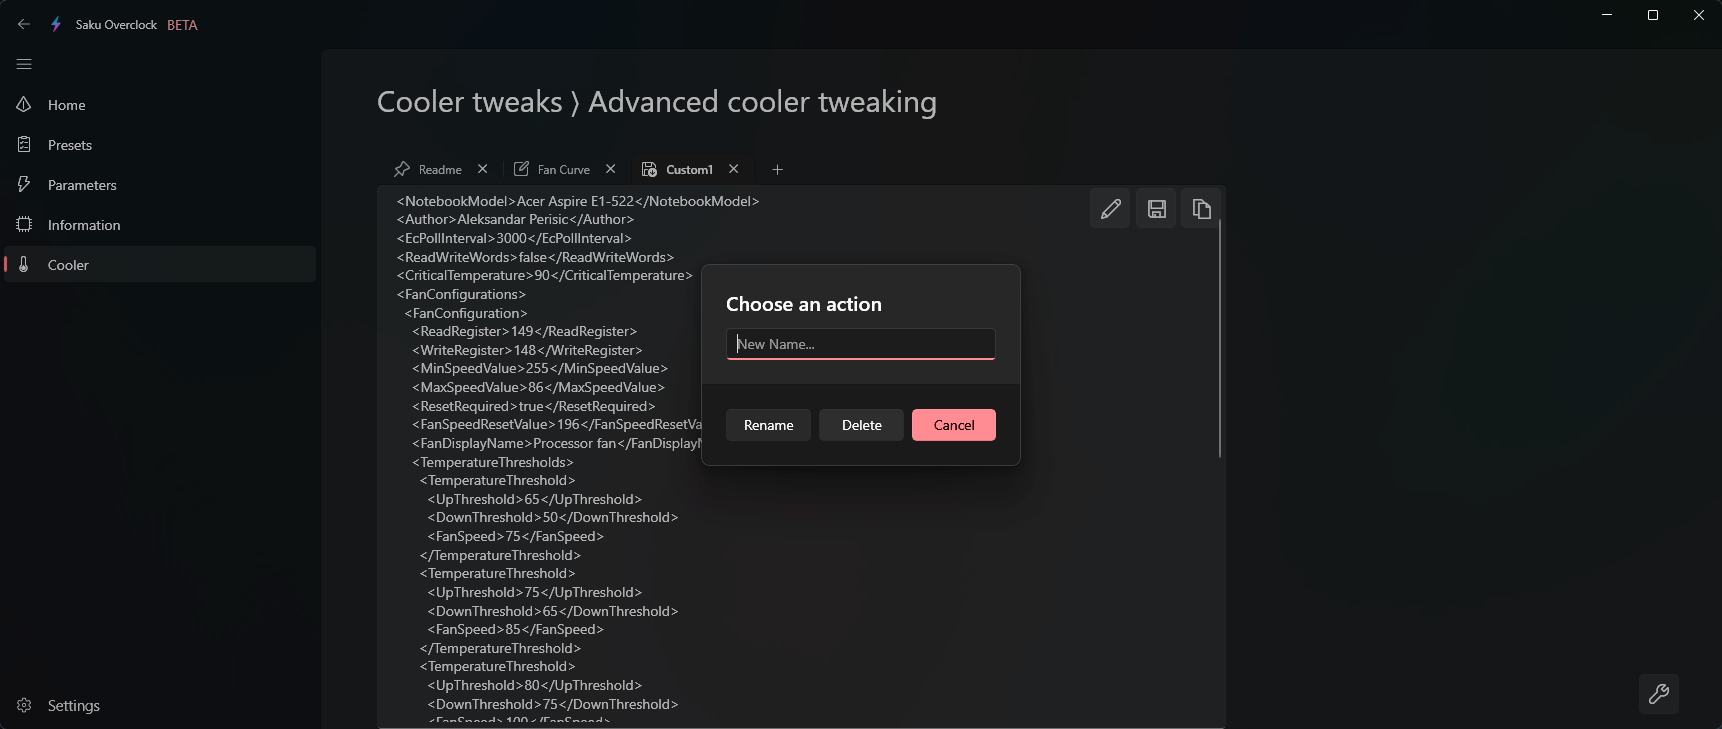 Saku Overclock BETA
Home
Presets
Parameters
Information
Cooler
Settings
Cooler tweaks ⟩ Advanced cooler tweaking
Readme
Fan Curve
Custom1
<NotebookModel>Acer Aspire E1-522</NotebookModel>
<Author>Aleksandar Perisic</Author>
<EcPollInterval>3000</EcPollInterval>
<ReadWriteWords>false</ReadWriteWords>
<CriticalTemperature>90</CriticalTemperature>
<FanConfigurations>
<FanConfiguration>
<ReadRegister>149</ReadRegister>
<WriteRegister>148</WriteRegister>
<MinSpeedValue>255</MinSpeedValue>
<MaxSpeedValue>86</MaxSpeedValue>
<ResetRequired>true</ResetRequired>
<FanSpeedResetValue>196</FanSpeedResetVa
<FanDisplayName>Processor fan</FanDisplay
<TemperatureThresholds>
<TemperatureThreshold>
<UpThreshold>65</UpThreshold>
<DownThreshold>50</DownThreshold>
<FanSpeed>75</FanSpeed>
</TemperatureThreshold>
<TemperatureThreshold>
<UpThreshold>75</UpThreshold>
<DownThreshold>65</DownThreshold>
<FanSpeed>85</FanSpeed>
</TemperatureThreshold>
<TemperatureThreshold>
<UpThreshold>80</UpThreshold>
<DownThreshold>75</DownThreshold>
<FanSpeed>100</FanSpeed>
Choose an action
New Name...
Rename
Delete
Cancel